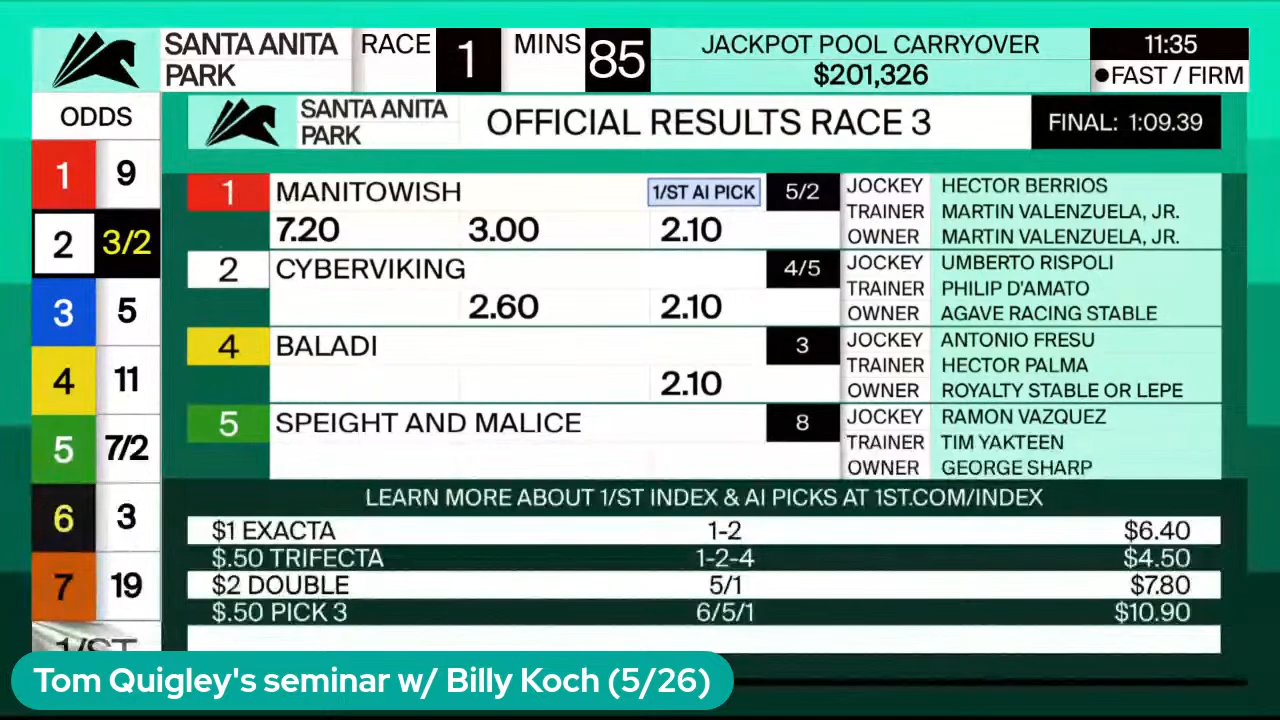 SANTA ANITA PARK RACE 1 MINS 85 JACKPOT POOL CARRYOVER $201,326 11:35 FAST / FIRM
ODDS
1 9
2 3/2
3 5
4 11
5 7/2
6 3
7 19
1/ST
SANTA ANITA PARK OFFICIAL RESULTS RACE 3 FINAL: 1:09.39
1 MANITOWISH 1/ST AI PICK 5/2 JOCKEY HECTOR BERRIOS
TRAINER MARTIN VALENZUELA, JR.
7.20 3.00 2.10 OWNER MARTIN VALENZUELA, JR.
2 CYBERVIKING 4/5 JOCKEY UMBERTO RISPOLI
TRAINER PHILIP D'AMATO
2.60 2.10 OWNER AGAVE RACING STABLE
4 BALADI 3 JOCKEY ANTONIO FRESU
TRAINER HECTOR PALMA
2.10 OWNER ROYALTY STABLE OR LEPE
5 SPEIGHT AND MALICE 8 JOCKEY RAMON VAZQUEZ
TRAINER TIM YAKTEEN
OWNER GEORGE SHARP
LEARN MORE ABOUT 1/ST INDEX & AI PICKS AT 1ST.COM/INDEX
$1 EXACTA 1-2 $6.40
$.50 TRIFECTA 1-2-4 $4.50
$2 DOUBLE 5/1 $7.80
$.50 PICK 3 6/5/1 $10.90
Tom Quigley's seminar w/ Billy Koch (5/26)